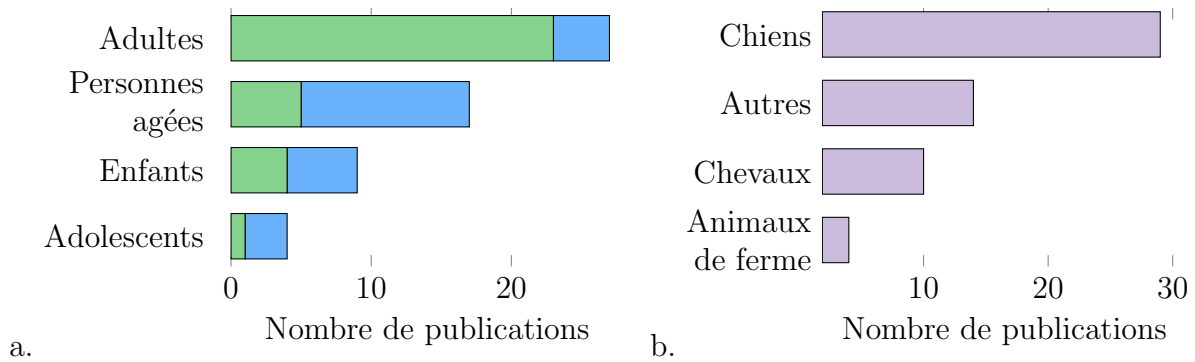 Adultes
Personnes
agées
Enfants
Adolescents
0 10 20
Nombre de publications
a.
Chiens
Autres
Chevaux
Animaux
de ferme
10 20 30
Nombre de publications
b.